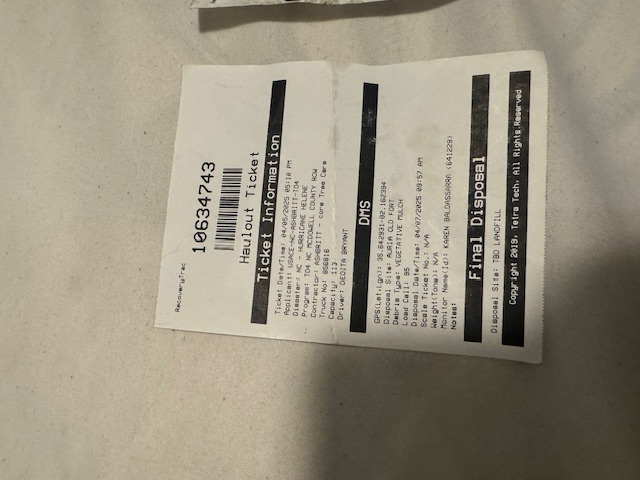 RecoveryTrac
10634743
Haulout Ticket
Ticket Information
Ticket Date/Time: 04/05/2025 05:10 PM
Applicant: USACE-NC-ASHBRITT-TO4
Disaster: NC - HURRICANE HELENE
Program: TO4 NC MCDOWELL COUNTY ROW
Contractor: ASHBRITT - core Tree Care
Truck No: 856816
Capacity: 113
Driver: DEDITA BRYANT
DMS
GPS(Lat,Lgn): 35.642931-82.162394
Disposal Site: AURIA OLD FORT
Debris Type: VEGETATIVE MULCH
Load Call: 95
Disposal Date/Time: 04/07/2025 09:57 AM
Scale Ticket No.: N/A
Weight(Tons): N/A
Monitor Name(Id): KAREN BALDASSARRA (641229)
Notes:
Final Disposal
Disposal Site: TBD LANDFILL
Copyright 2019, Tetra Tech, All Rights Reserved